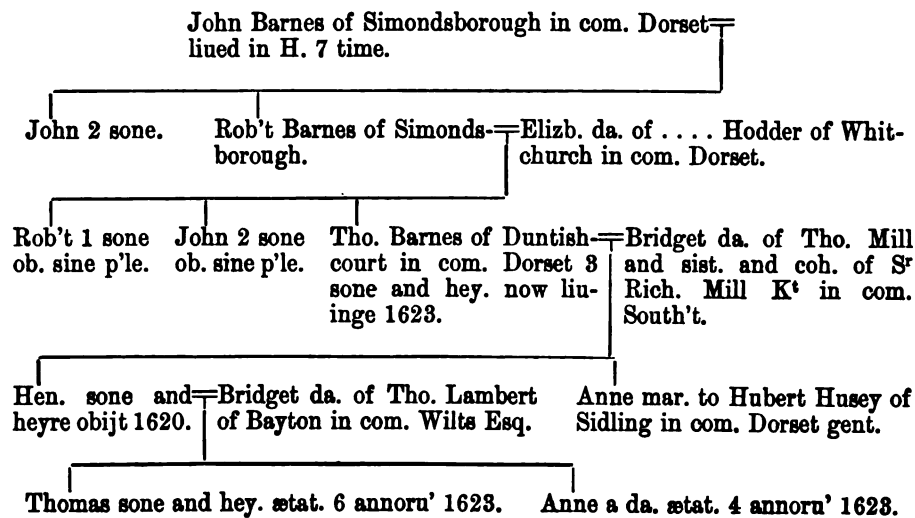 John Barnes of Simondsborough in com. Dorset
liued in H. 7 time.
John 2 sone.
Rob't Barnes of Simonds-
borough.
Elizb. da. of .... Hodder of Whit-
church in com. Dorset.
Rob't 1 sone
ob. sine p'le.
John 2 sone
ob. sine p'le.
Tho. Barnes of Duntish-
court in com. Dorset 3
sone and hey. now liu-
inge 1623.
Bridget da. of Tho. Mill
and sist. and coh. of Sʳ
Rich. Mill Kᵗ in com.
South't.
Hen. sone and
heyre obijt 1620.
Bridget da. of Tho. Lambert
of Bayton in com. Wilts Esq.
Anne mar. to Hubert Husey of
Sidling in com. Dorset gent.
Thomas sone and hey. ætat. 6 annoru' 1623.
Anne a da. ætat. 4 annoru' 1623.